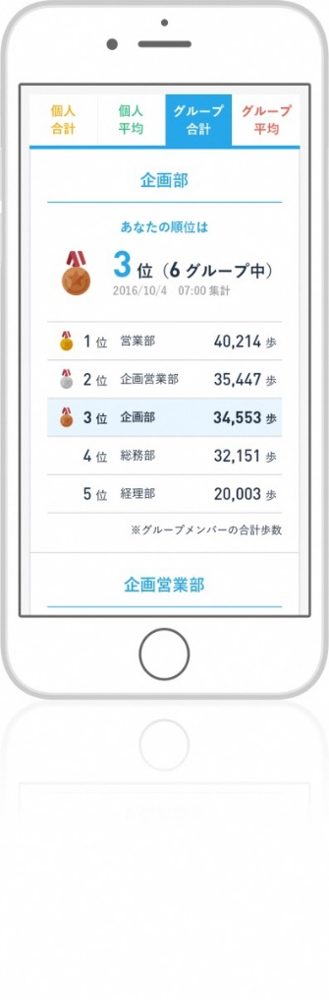 個人 個人 グループ グループ
合計 平均 合計 平均
企画部
あなたの順位は
3 位（6 グループ中）
2016/10/4 07:00 集計
1 位 営業部 40,214 歩
2 位 企画営業部 35,447 歩
3 位 企画部 34,553 歩
4 位 総務部 32,151 歩
5 位 経理部 20,003 歩
※グループメンバーの合計歩数
企画営業部